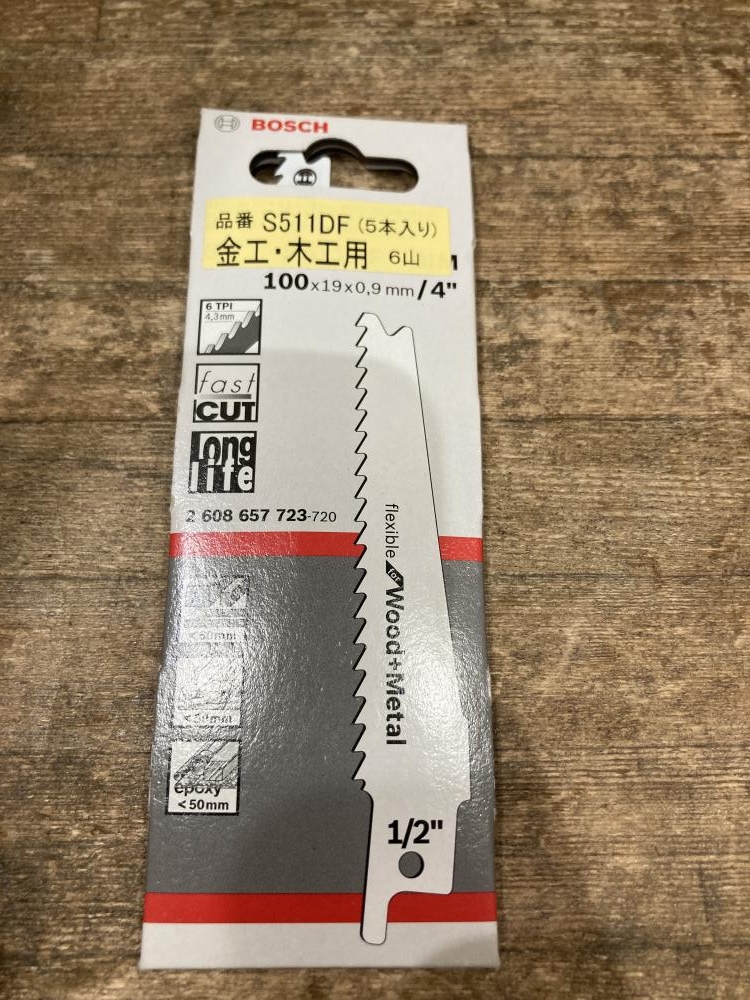 BOSCH
品番 S511DF (5本入り)
金工・木工用 6山
100x19x0,9 mm / 4"
6 TPI
4,3mm
fast
CUT
long
life
2 608 657 723-720
flexible for Wood+Metal
<50mm
<50mm
epoxy
<50mm
1/2"